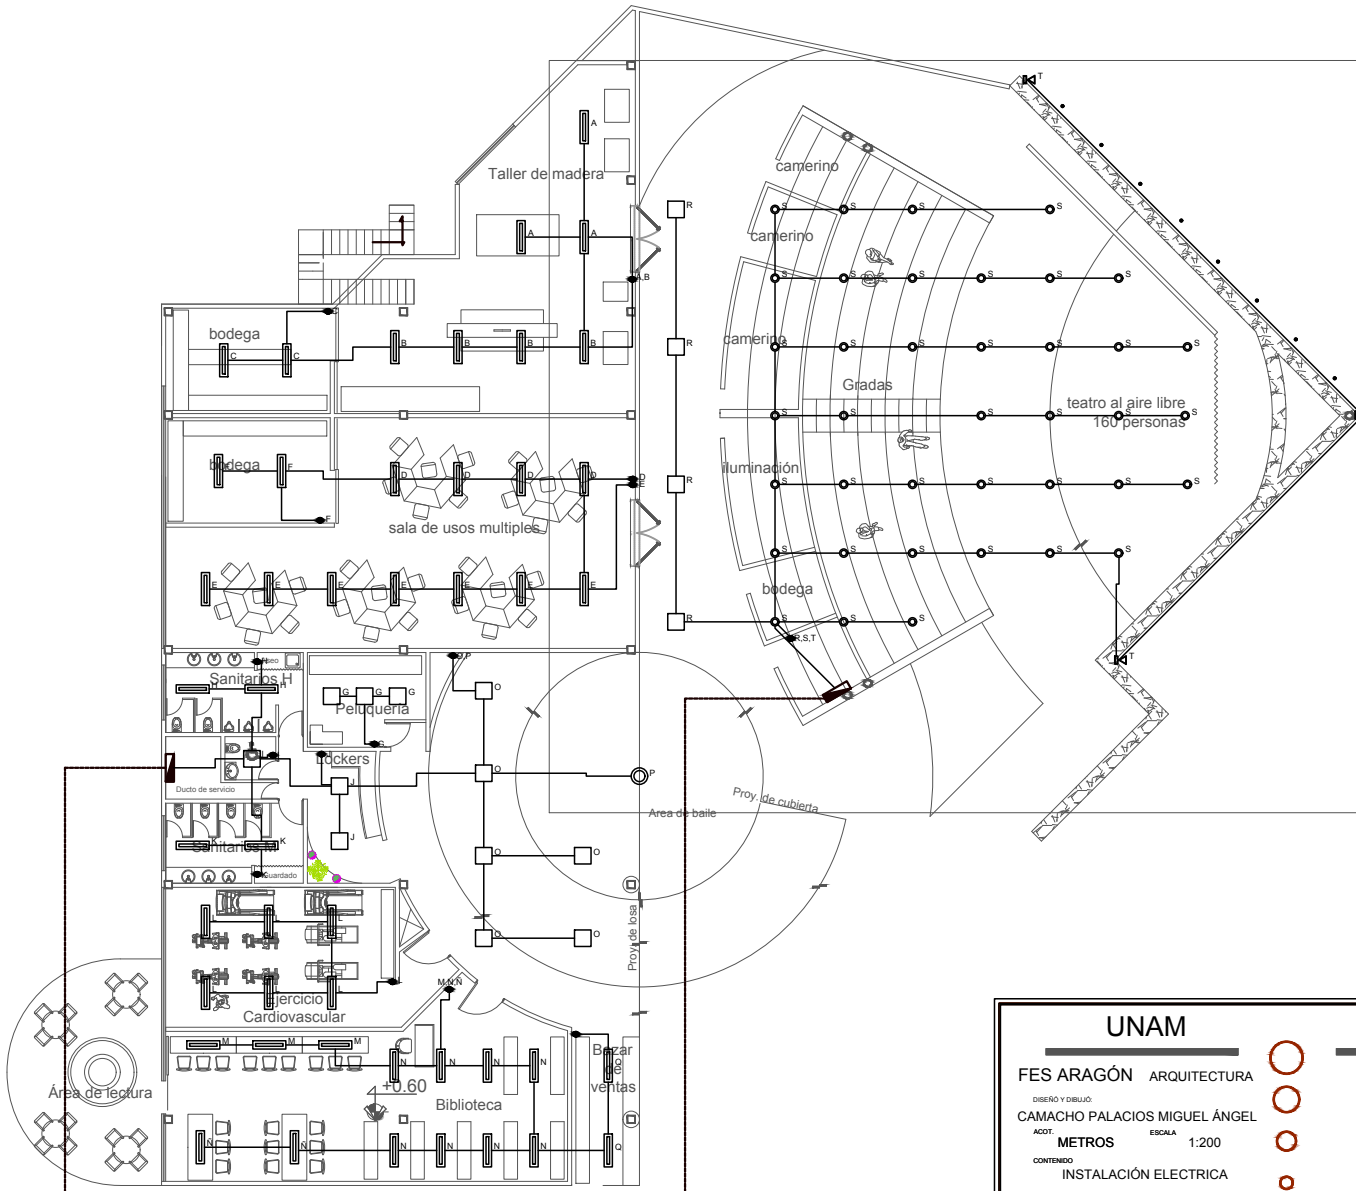 T
A
Taller de madera
camerino
A
A
R
S
S
S
S
camerino
A,B
S
S
S
S
S
S
bodega
C
C
C
B
B
B
B
R
camerino
S
S
S
S
S
S
S
Gradas
teatro al aire libre
160 personas
S
S
S
S
S
S
bodega
F
F
F
D
D
D
D
D
E
R
iluminación
S
S
S
S
S
S
S
sala de usos multiples
E
E
E
E
E
E
E
S
S
S
S
S
S
bodega
R
S
S
S
R,S,T
T
Aseo
H
Sanitarios H
H
H
G
G
G
Peluquería
G
O,P
O
Lockers
J
J
O
P
Ducto de servicio
Proy. de cubierta
Area de baile
K
K
Sanitarios M
Guardado
O
O
O
O
Proy. de losa
L
L
L
L
L
L
L
Ejercicio
Cardiovascular
M,N,Ñ
M
M
M
N
N
N
N
Q
Bazar
de
ventas
+0.60
Biblioteca
Área de lectura
Ñ
Ñ
N
N
N
N
Q
UNAM
FES ARAGÓN ARQUITECTURA
DISEÑO Y DIBUJO:
CAMACHO PALACIOS MIGUEL ÁNGEL
ACOT. METROS ESCALA 1:200
CONTENIDO
INSTALACIÓN ELECTRICA